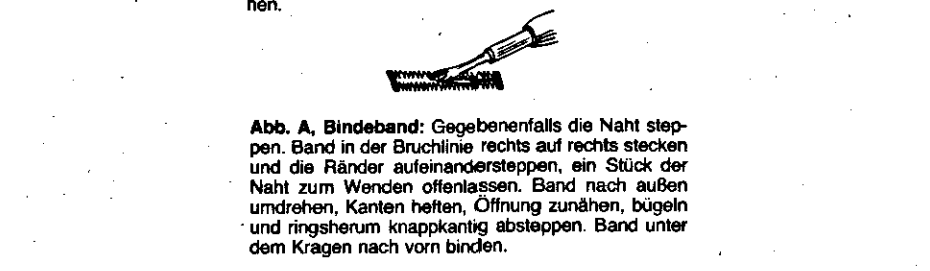 nen.
Abb. A, Bindeband: Gegebenenfalls die Naht step-
pen. Band in der Bruchlinie rechts auf rechts stecken
und die Ränder aufeinandersteppen, ein Stück der
Naht zum Wenden offenlassen. Band nach außen
umdrehen, Kanten heften, Öffnung zunähen, bügeln
und ringsherum knappkantig absteppen. Band unter
dem Kragen nach vorn binden.